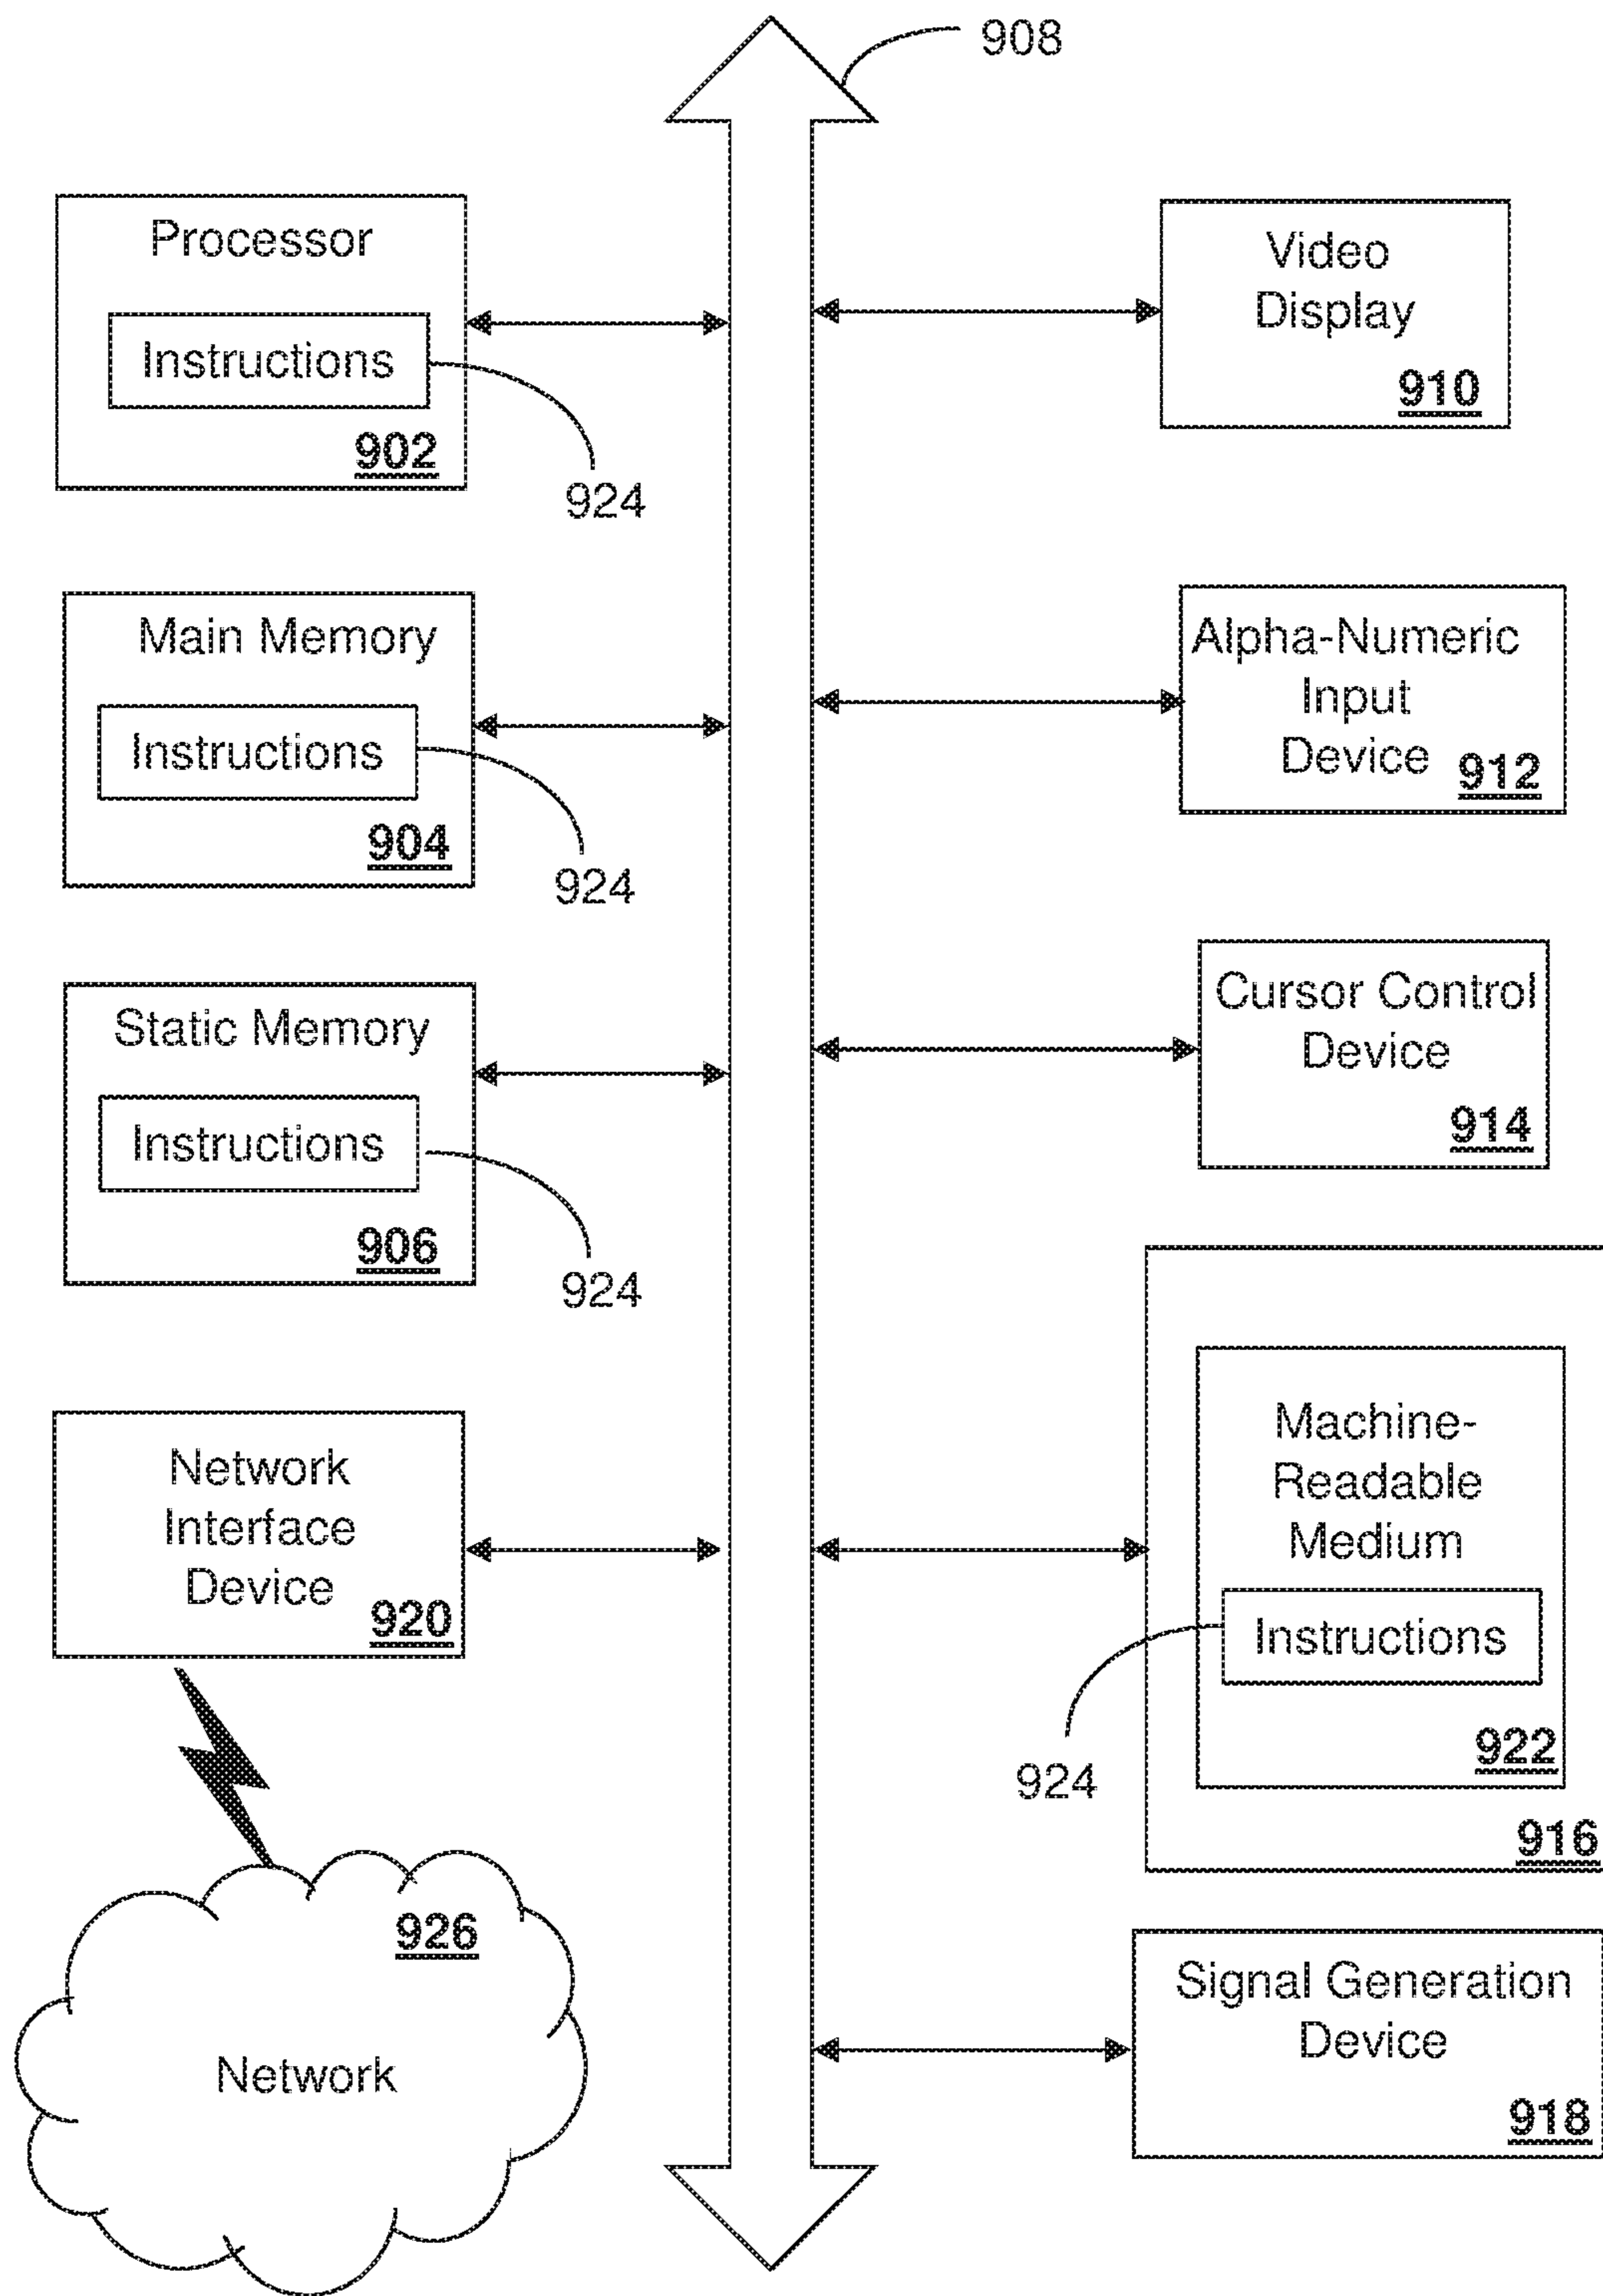 908
Processor
Instructions
902
924
Main Memory
Instructions
904
924
Static Memory
Instructions
906
924
Network
Interface
Device
920
926
Network
Video
Display
910
Alpha-Numeric
Input
Device
912
Cursor Control
Device
914
Machine-
Readable
Medium
Instructions
922
924
916
Signal Generation
Device
918